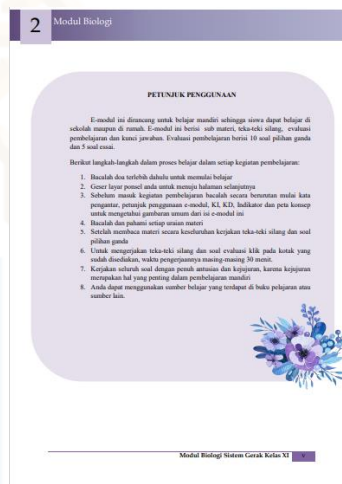 2
Modul Biologi
PETUNJUK PENGGUNAAN
E-modul ini dirancang untuk belajar mandiri sehingga siswa dapat belajar di
sekolah maupun di rumah. E-modul ini berisi sub materi, teka-teki silang, evaluasi
pembelajaran dan kunci jawaban. Evaluasi pembelajaran berisi 10 soal pilihan ganda
dan 5 soal essai.
Berikut langkah-langkah dalam proses belajar dalam setiap kegiatan pembelajaran:
1. Bacalah doa terlebih dahulu untuk memulai belajar
2. Geser layar ponsel anda untuk menuju halaman selanjutnya
3. Sebelum masuk kegiatan pembelajaran bacalah secara berurutan mulai kata
pengantar, petunjuk penggunaan e-modul, KI, KD, Indikator dan peta konsep
untuk mengetahui gambaran umum dari isi e-modul ini
4. Bacalah dan pahami setiap uraian materi
5. Setelah membaca materi secara keseluruhan kerjakan teka-teki silang dan soal
pilihan ganda
6. Untuk mengerjakan teka-teki silang dan soal evaluasi klik pada kotak yang
sudah disediakan, waktu pengerjaannya masing-masing 30 menit.
7. Kerjakan seluruh soal dengan penuh antusias dan kejujuran, karena kejujuran
merupakan hal yang penting dalam pembelajaran mandiri
8. Anda dapat menggunakan sumber belajar yang terdapat di buku pelajaran atau
sumber lain.
Modul Biologi Sistem Gerak Kelas XI v